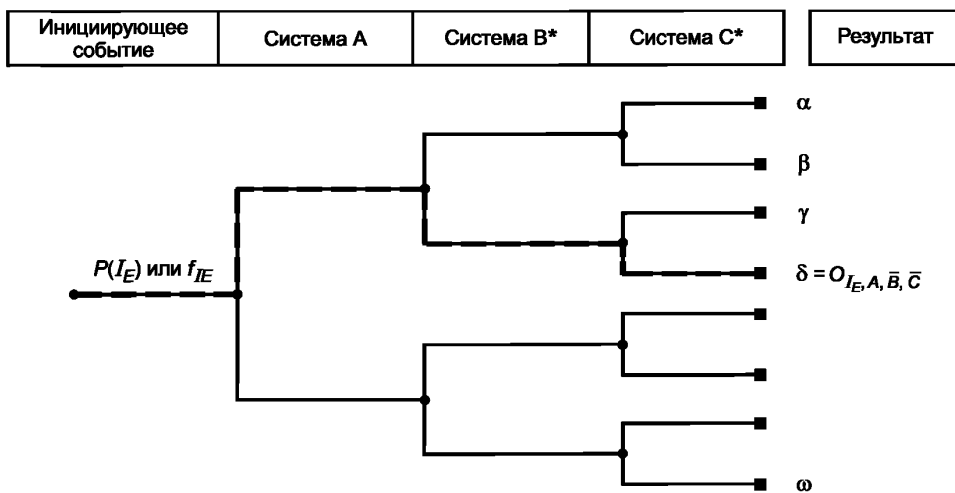 Инициирующее событие
Система A
Система B*
Система C*
Результат
α
β
γ
P(I_E) или f_IE
δ = O_{I_E, A, B̅, C̅}
ω